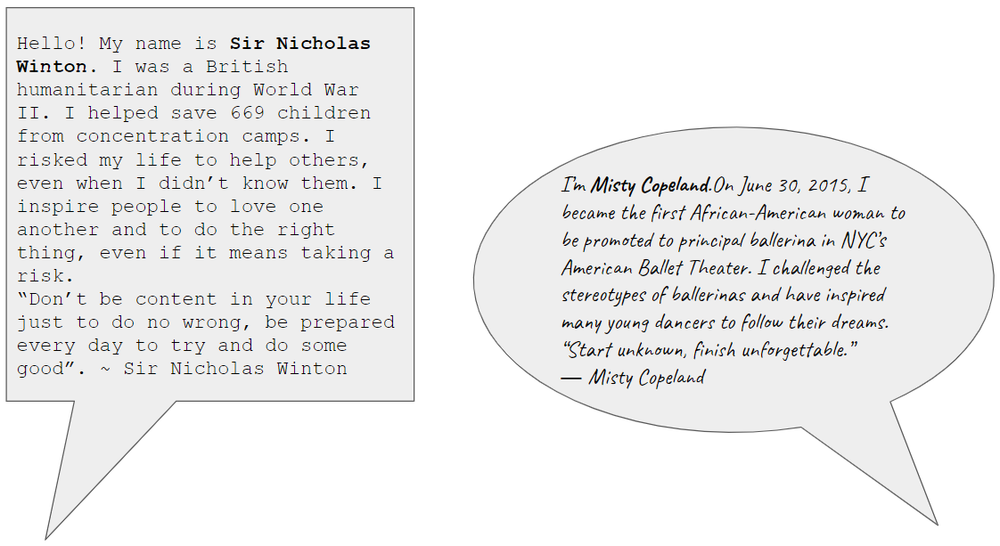 Hello! My name is Sir Nicholas
Winton. I was a British
humanitarian during World War
II. I helped save 669 children
from concentration camps. I
risked my life to help others,
even when I didn’t know them. I
inspire people to love one
another and to do the right
thing, even if it means taking a
risk.
“Don’t be content in your life
just to do no wrong, be prepared
every day to try and do some
good”. ~ Sir Nicholas Winton
I'm Misty Copeland.On June 30, 2015, I
became the first African-American woman to
be promoted to principal ballerina in NYC’s
American Ballet Theater. I challenged the
stereotypes of ballerinas and have inspired
many young dancers to follow their dreams.
“Start unknown, finish unforgettable.”
― Misty Copeland